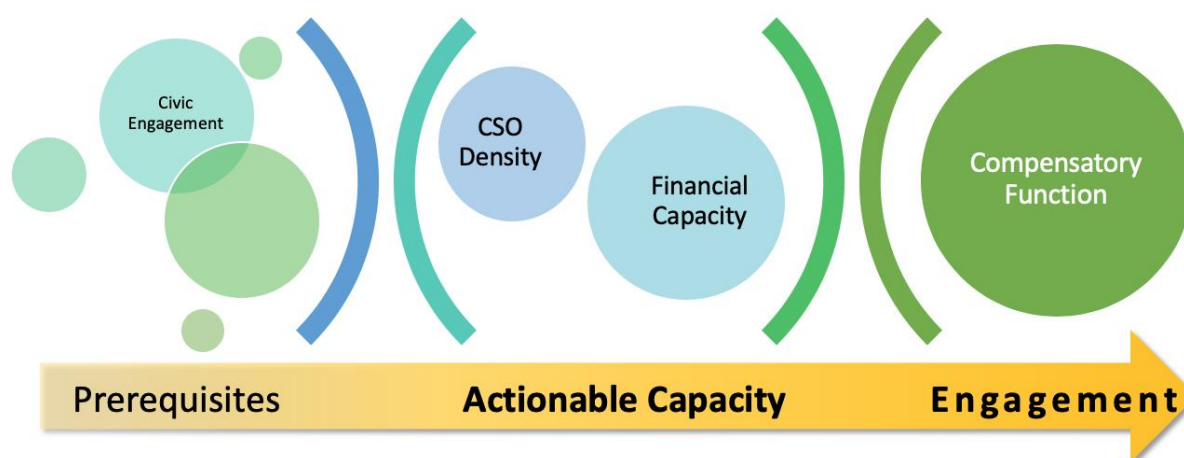 Civic
Engagement
CSO
Density
Financial
Capacity
Compensatory
Function
Prerequisites
Actionable Capacity
Engagement